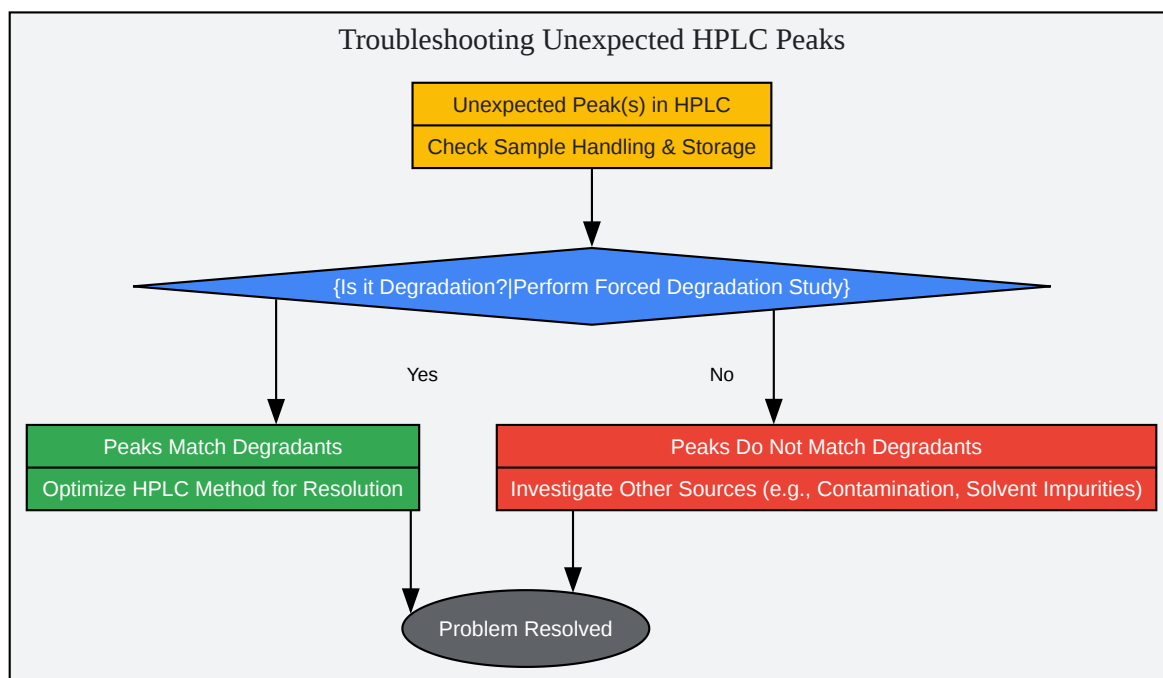 Troubleshooting Unexpected HPLC Peaks
Unexpected Peak(s) in HPLC
Check Sample Handling & Storage
{Is it Degradation?|Perform Forced Degradation Study}
Yes
No
Peaks Match Degradants
Optimize HPLC Method for Resolution
Peaks Do Not Match Degradants
Investigate Other Sources (e.g., Contamination, Solvent Impurities)
Problem Resolved